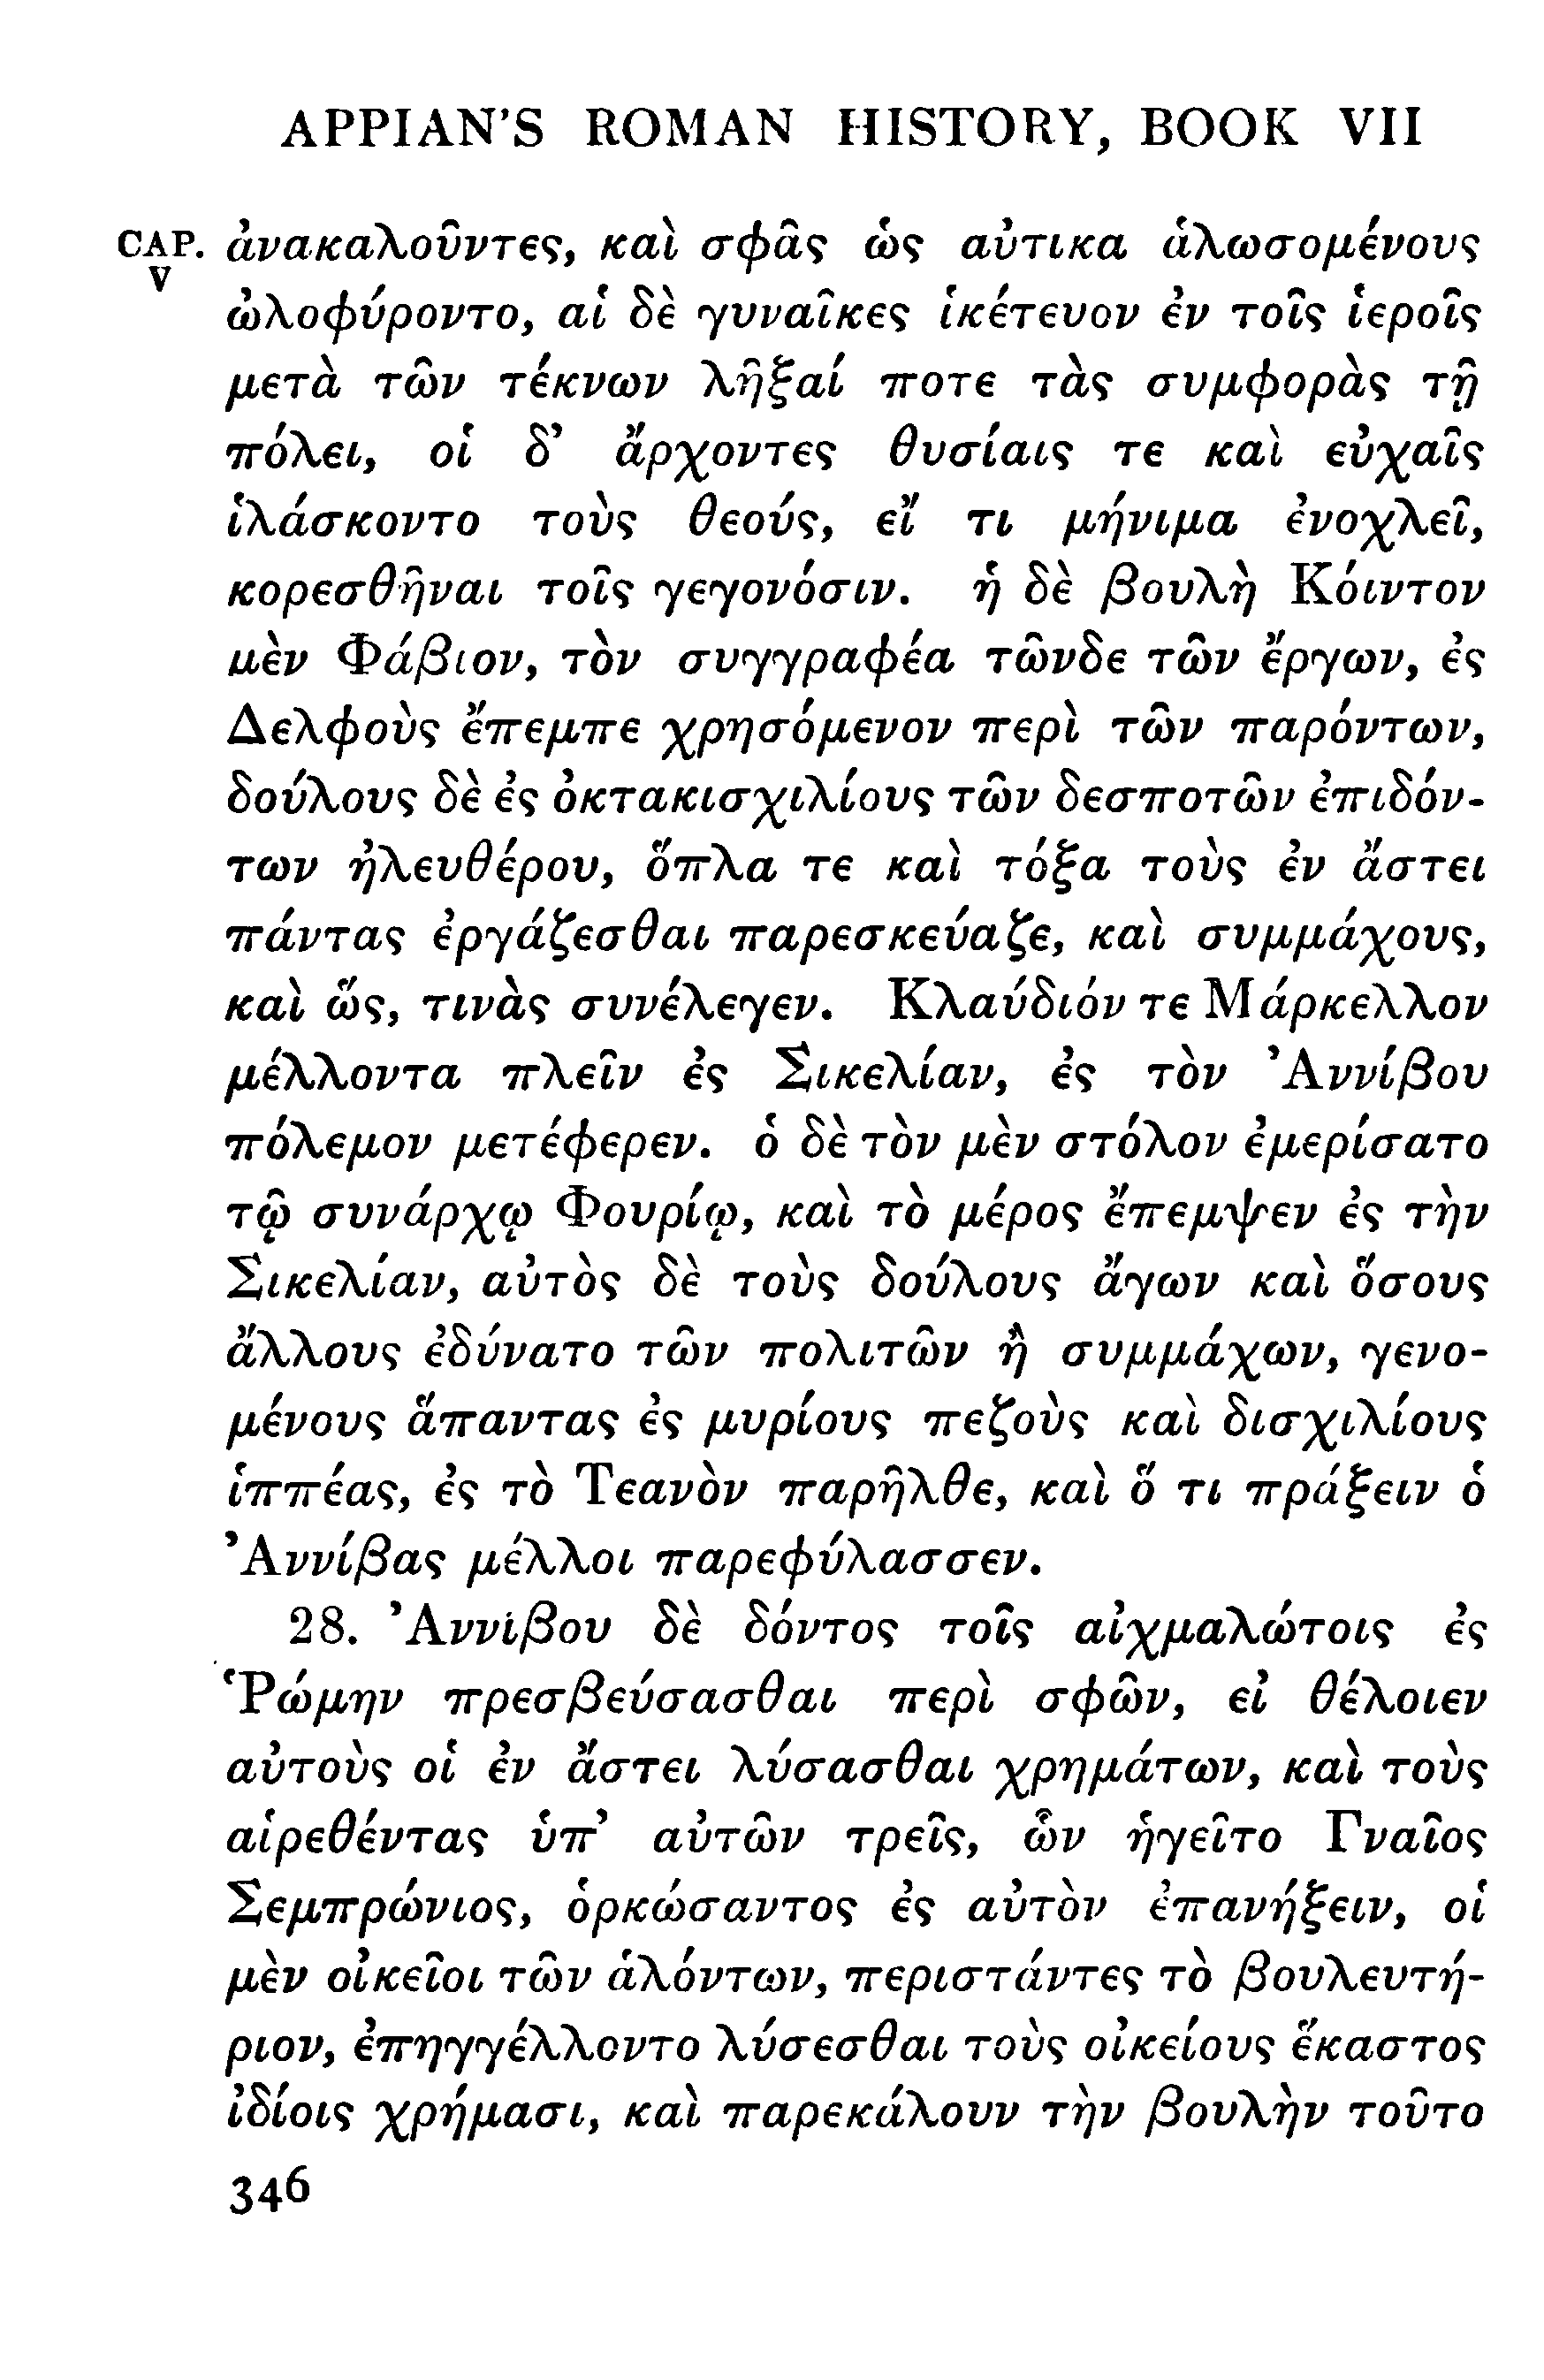 APPIAN'S ROMAN HISTORY, BOOK VII
CAP. V
ἀνακαλοῦντες, καὶ σφᾶς ὡς αὐτικα ἁλωσομένους
ὠλοφύροντο, αἱ δὲ γυναῖκες ἱκέτευον ἐν τοῖς ἱεροῖς
μετὰ τῶν τέκνων λῆξαί ποτε τὰς συμφορὰς τῇ
πόλει, οἱ δ’ ἄρχοντες θυσίαις τε καὶ εὐχαῖς
ἱλάσκοντο τοὺς θεούς, εἴ τι μήνιμα ἐνοχλεῖ,
κορεσθῆναι τοῖς γεγονόσιν. ἡ δὲ βουλὴ Κόιντον
μὲν Φάβιον, τὸν συγγραφέα τῶνδε τῶν ἔργων, ἐς
Δελφοὺς ἔπεμπε χρησόμενον περὶ τῶν παρόντων,
δούλους δὲ ἐς ὀκτακισχιλίους τῶν δεσποτῶν ἐπιδόν-
των ἠλευθέρου, ὅπλα τε καὶ τόξα τοὺς ἐν ἄστει
πάντας ἐργάζεσθαι παρεσκεύαζε, καὶ συμμάχους,
καὶ ὥς, τινὰς συνέλεγεν. Κλαύδιόν τε Μάρκελλον
μέλλοντα πλεῖν ἐς Σικελίαν, ἐς τὸν Ἀννίβου
πόλεμον μετέφερεν. ὁ δὲ τὸν μὲν στόλον ἐμερίσατο
τῷ συνάρχῳ Φουρίῳ, καὶ τὸ μέρος ἔπεμψεν ἐς τὴν
Σικελίαν, αὐτὸς δὲ τοὺς δούλους ἄγων καὶ ὅσους
ἄλλους ἐδύνατο τῶν πολιτῶν ἢ συμμάχων, γενο-
μένους ἅπαντας ἐς μυρίους πεζοὺς καὶ δισχιλίους
ἱππέας, ἐς τὸ Τεανὸν παρῆλθε, καὶ ὅ τι πράξειν ὁ
Ἀννίβας μέλλοι παρεφύλασσεν.
28. Ἀννίβου δὲ δόντος τοῖς αἰχμαλώτοις ἐς
Ῥώμην πρεσβεύσασθαι περὶ σφῶν, εἰ θέλοιεν
αὐτοὺς οἱ ἐν ἄστει λύσασθαι χρημάτων, καὶ τοὺς
αἱρεθέντας ὑπ’ αὐτῶν τρεῖς, ὧν ἡγεῖτο Γναῖος
Σεμπρώνιος, ὁρκώσαντος ἐς αὐτὸν ἐπανήξειν, οἱ
μὲν οἰκεῖοι τῶν ἁλόντων, περιστάντες τὸ βουλευτή-
ριον, ἐπηγγέλλοντο λύσεσθαι τοὺς οἰκείους ἕκαστος
ἰδίοις χρήμασι, καὶ παρεκάλουν τὴν βουλὴν τοῦτο
346